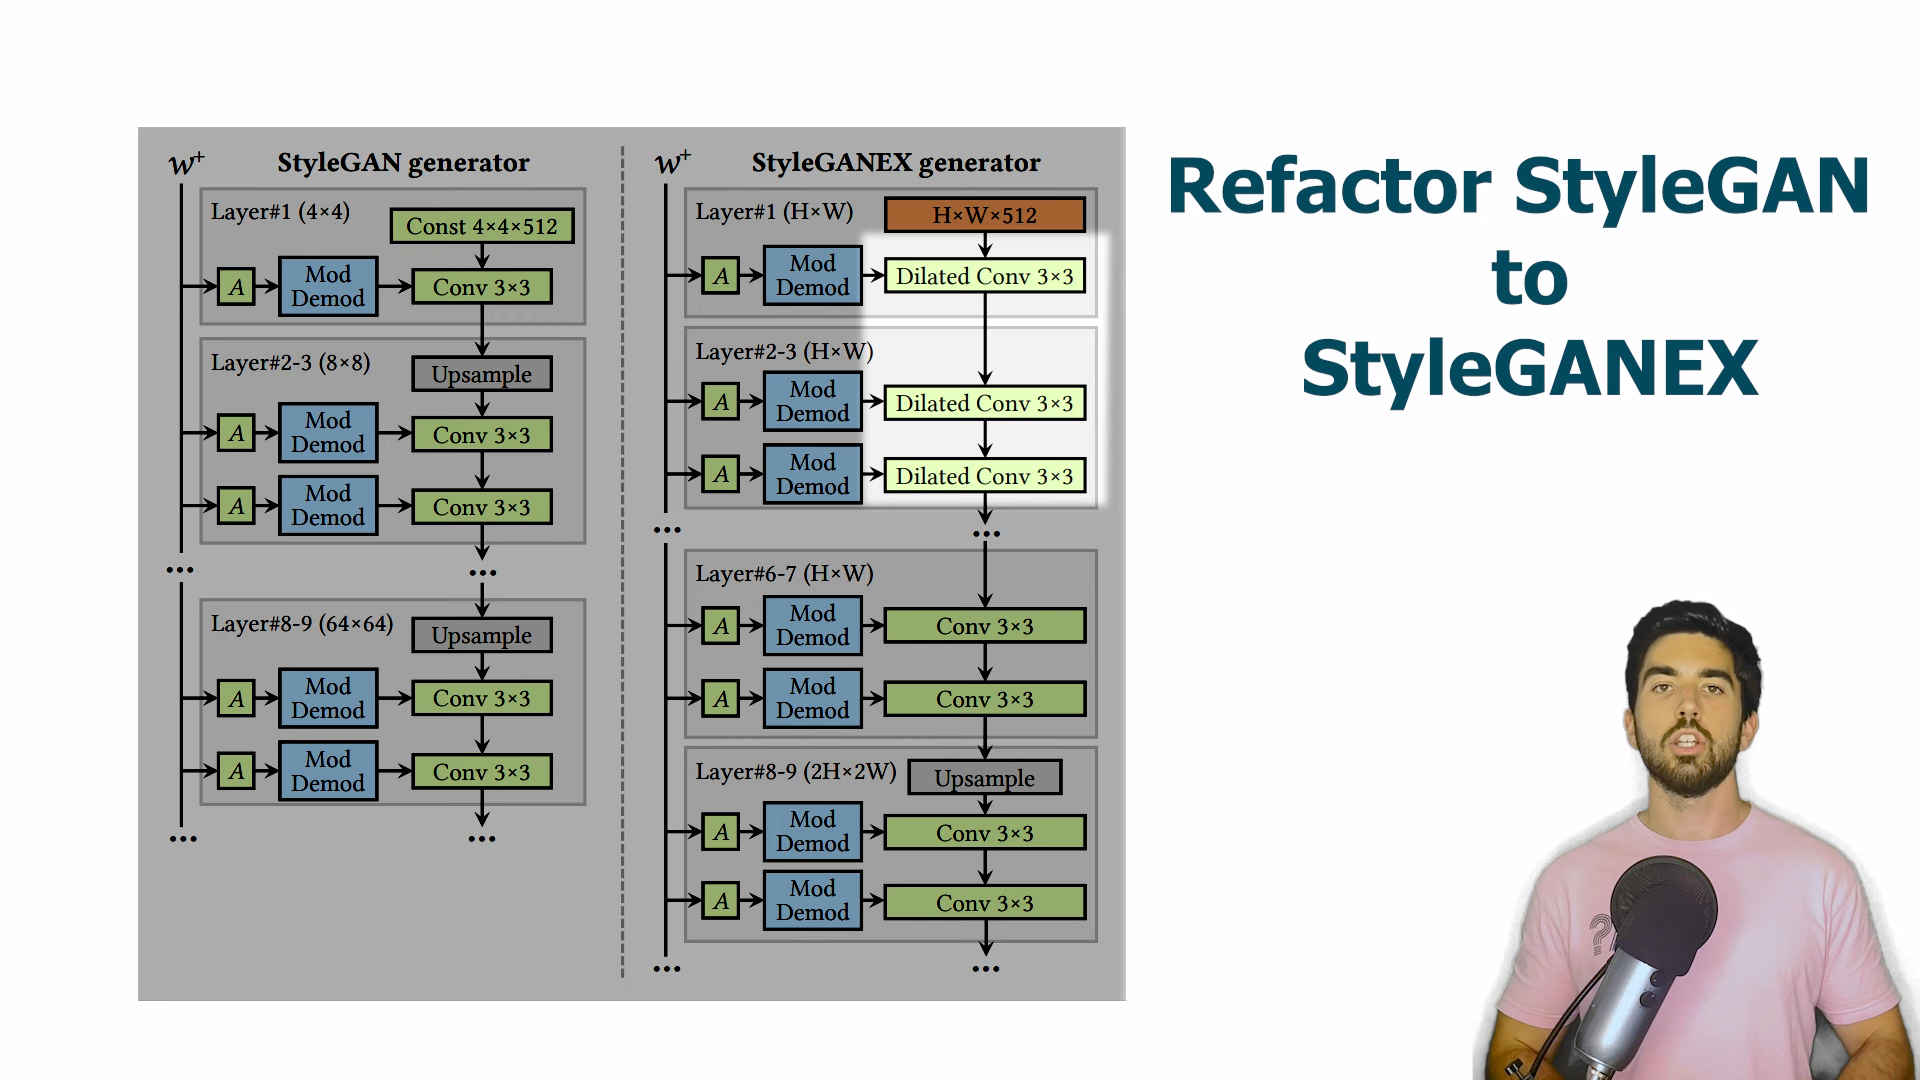 w+ StyleGAN generator
Layer#1 (4×4)
Const 4×4×512
A
Mod
Demod
Conv 3×3
Layer#2-3 (8×8)
Upsample
A
Mod
Demod
Conv 3×3
A
Mod
Demod
Conv 3×3
...
...
Layer#8-9 (64×64)
Upsample
A
Mod
Demod
Conv 3×3
A
Mod
Demod
Conv 3×3
...
...
w+ StyleGANEX generator
Layer#1 (H×W)
H×W×512
A
Mod
Demod
Dilated Conv 3×3
Layer#2-3 (H×W)
A
Mod
Demod
Dilated Conv 3×3
A
Mod
Demod
Dilated Conv 3×3
...
...
Layer#6-7 (H×W)
A
Mod
Demod
Conv 3×3
A
Mod
Demod
Conv 3×3
Layer#8-9 (2H×2W)
Upsample
A
Mod
Demod
Conv 3×3
A
Mod
Demod
Conv 3×3
...
...
Refactor StyleGAN
to
StyleGANEX